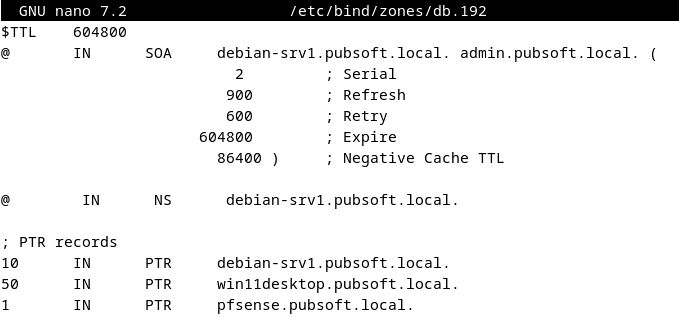 GNU nano 7.2 /etc/bind/zones/db.192
$TTL 604800
@ IN SOA debian-srv1.pubsoft.local. admin.pubsoft.local. (
2 ; Serial
900 ; Refresh
600 ; Retry
604800 ; Expire
86400 ) ; Negative Cache TTL
@ IN NS debian-srv1.pubsoft.local.
; PTR records
10 IN PTR debian-srv1.pubsoft.local.
50 IN PTR win11desktop.pubsoft.local.
1 IN PTR pfsense.pubsoft.local.